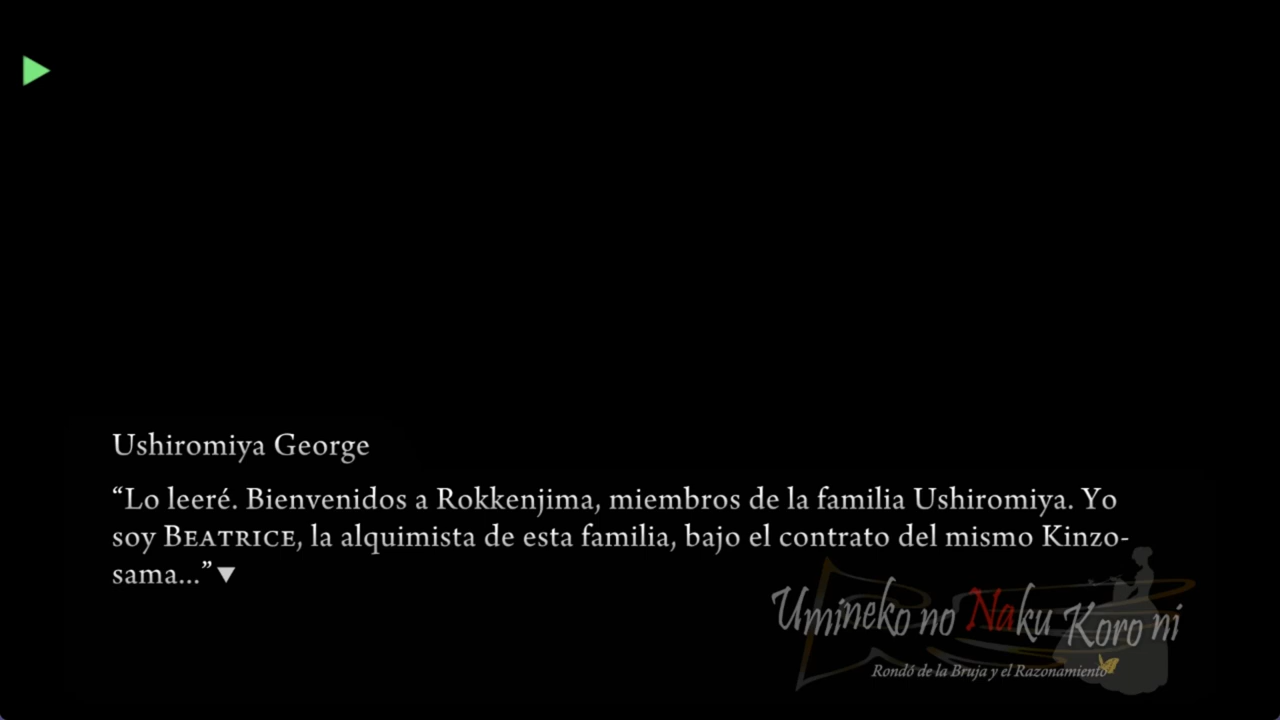 Ushiromiya George
“Lo leeré. Bienvenidos a Rokkenjima, miembros de la familia Ushiromiya. Yo
soy BEATRICE, la alquimista de esta familia, bajo el contrato del mismo Kinzo-
sama...”
Umineko no Naku Koro ni
Rondó de la Bruja y el Razonamiento